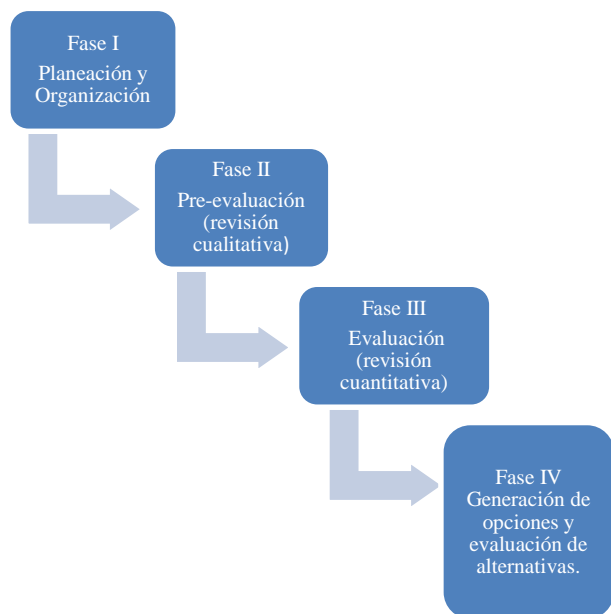 Fase I
Planeación y
Organización
Fase II
Pre-evaluación
(revisión
cualitativa)
Fase III
Evaluación
(revisión
cuantitativa)
Fase IV
Generación de
opciones y
evaluación de
alternativas.